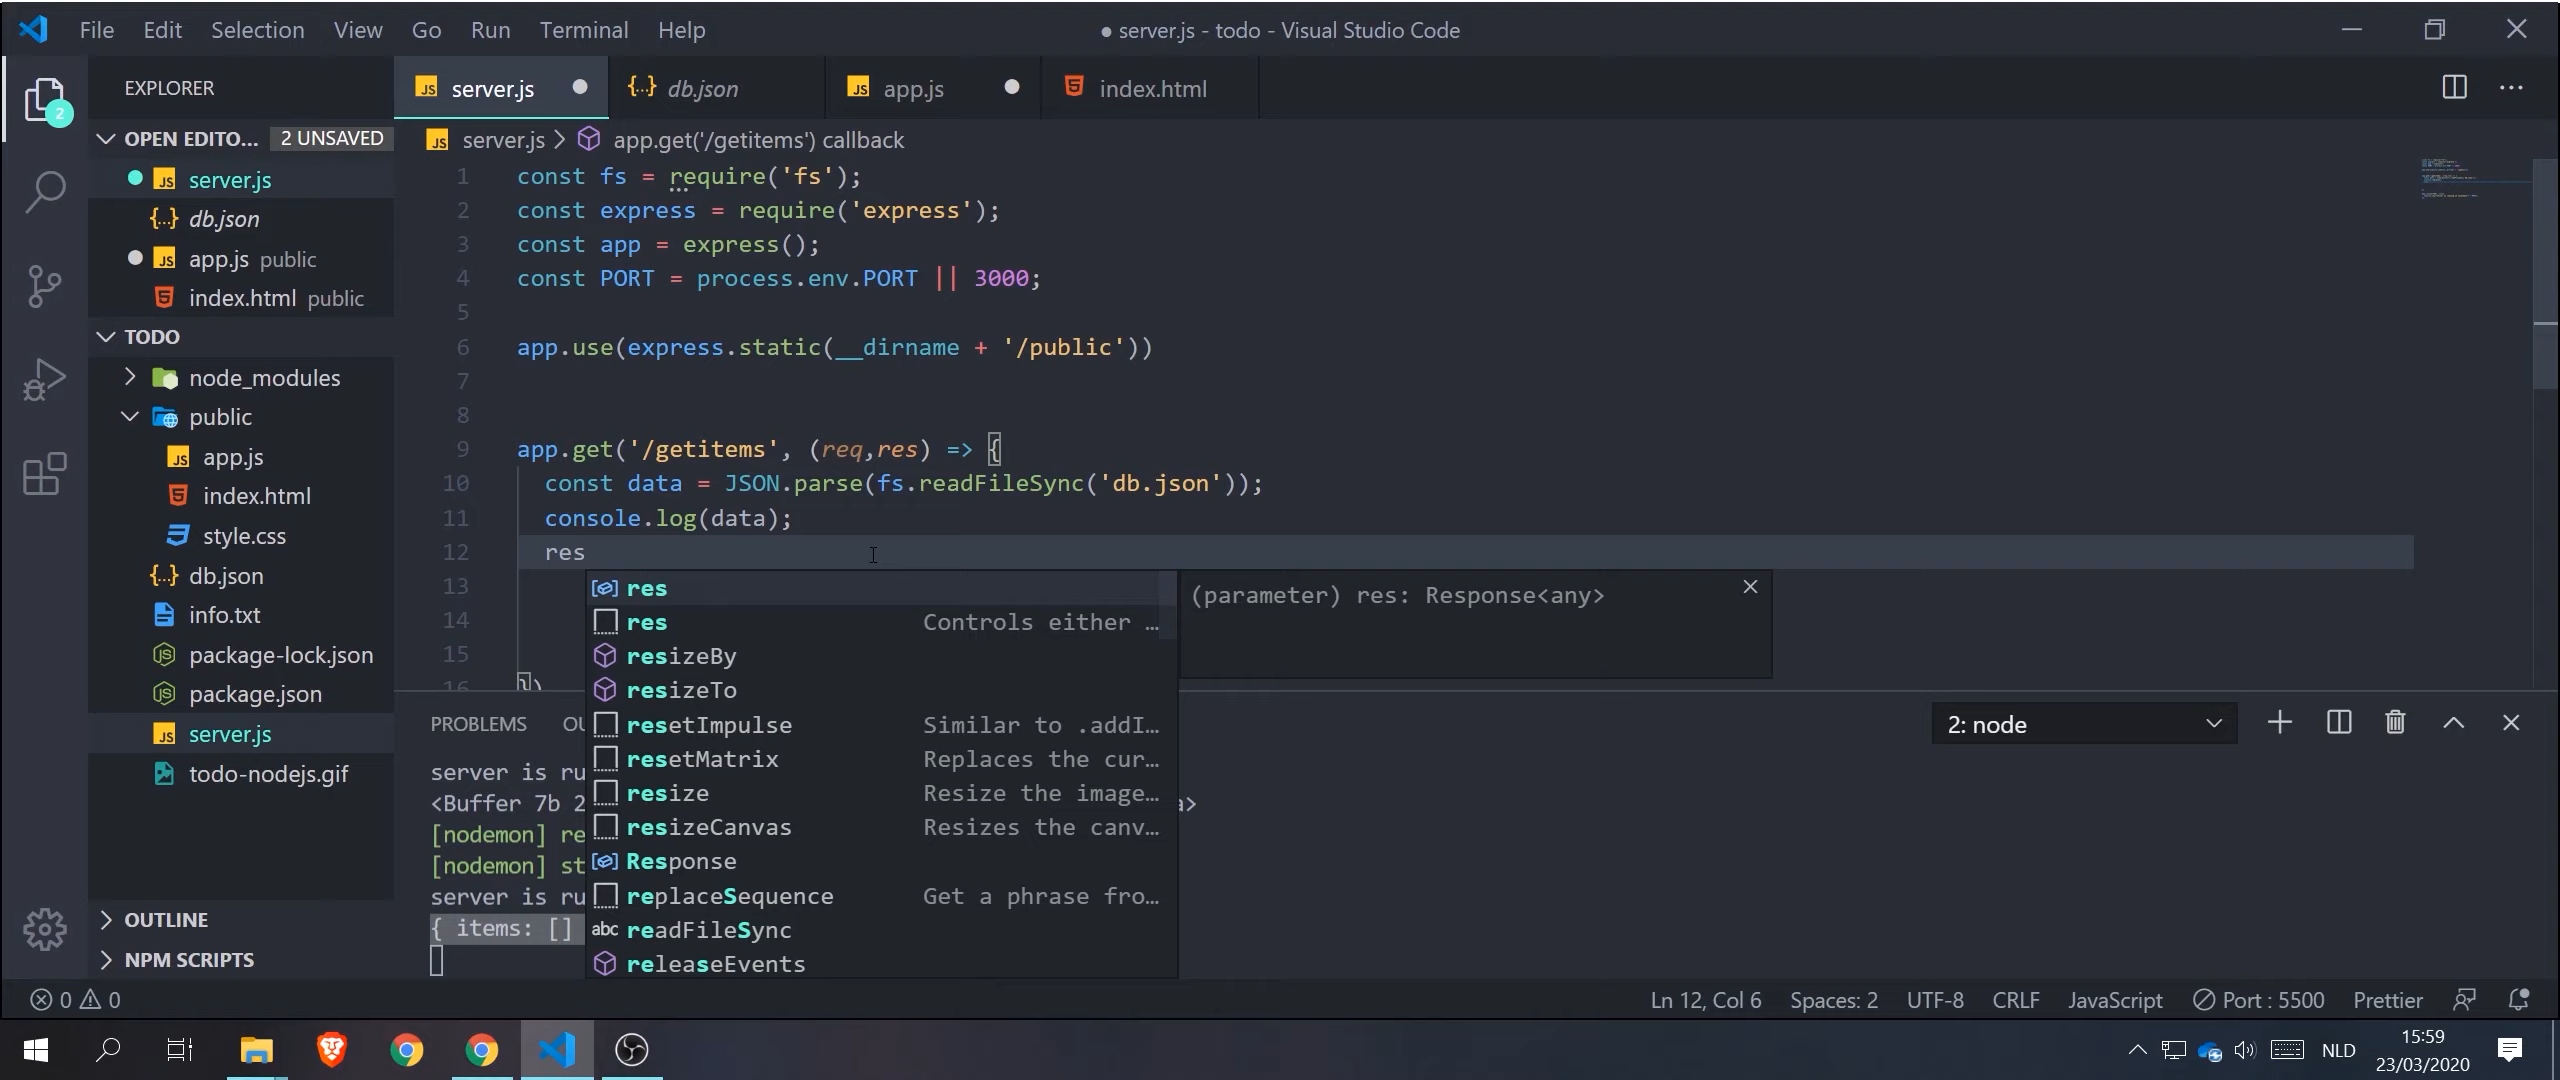 File Edit Selection View Go Run Terminal Help
● server.js - todo - Visual Studio Code
EXPLORER
OPEN EDITO... 2 UNSAVED
server.js
db.json
app.js public
index.html public
TODO
node_modules
public
app.js
index.html
style.css
db.json
info.txt
package-lock.json
package.json
server.js
todo-nodejs.gif
OUTLINE
NPM SCRIPTS
2
server.js db.json app.js index.html
server.js > app.get('/getitems') callback
1 const fs = require('fs');
2 const express = require('express');
3 const app = express();
4 const PORT = process.env.PORT || 3000;
5
6 app.use(express.static(__dirname + '/public'))
7
8
9 app.get('/getitems', (req,res) => {
10 const data = JSON.parse(fs.readFileSync('db.json'));
11 console.log(data);
12 res
13
14
15
16 })
res
res Controls either ...
resizeBy
resizeTo
resetImpulse Similar to .addI...
resetMatrix Replaces the cur...
resize Resize the image...
resizeCanvas Resizes the canv...
Response
replaceSequence Get a phrase fro...
abc readFileSync
releaseEvents
(parameter) res: Response<any>
PROBLEMS OU
2: node
server is ru
<Buffer 7b 2 a>
[nodemon] re
[nodemon] st
server is ru
{ items: []
0 0
Ln 12, Col 6 Spaces: 2 UTF-8 CRLF JavaScript Port : 5500 Prettier
NLD
15:59
23/03/2020